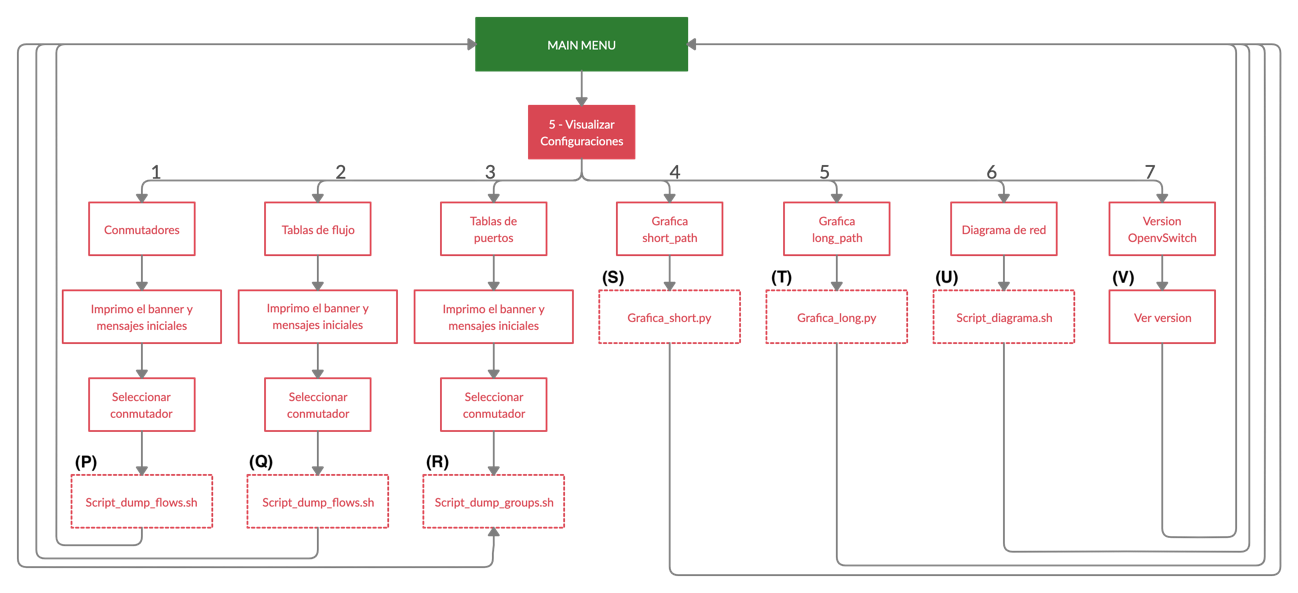 MAIN MENU
5 - Visualizar
Configuraciones
1
2
3
4
5
6
7
Conmutadores
Tablas de flujo
Tablas de
puertos
Grafica
short_path
Grafica
long_path
Diagrama de red
Version
OpenvSwitch
(S)
(T)
(U)
(V)
Imprimo el banner y
mensajes iniciales
Imprimo el banner y
mensajes iniciales
Imprimo el banner y
mensajes iniciales
Grafica_short.py
Grafica_long.py
Script_diagrama.sh
Ver version
Seleccionar
conmutador
Seleccionar
conmutador
Seleccionar
conmutador
(P)
(Q)
(R)
Script_dump_flows.sh
Script_dump_flows.sh
Script_dump_groups.sh